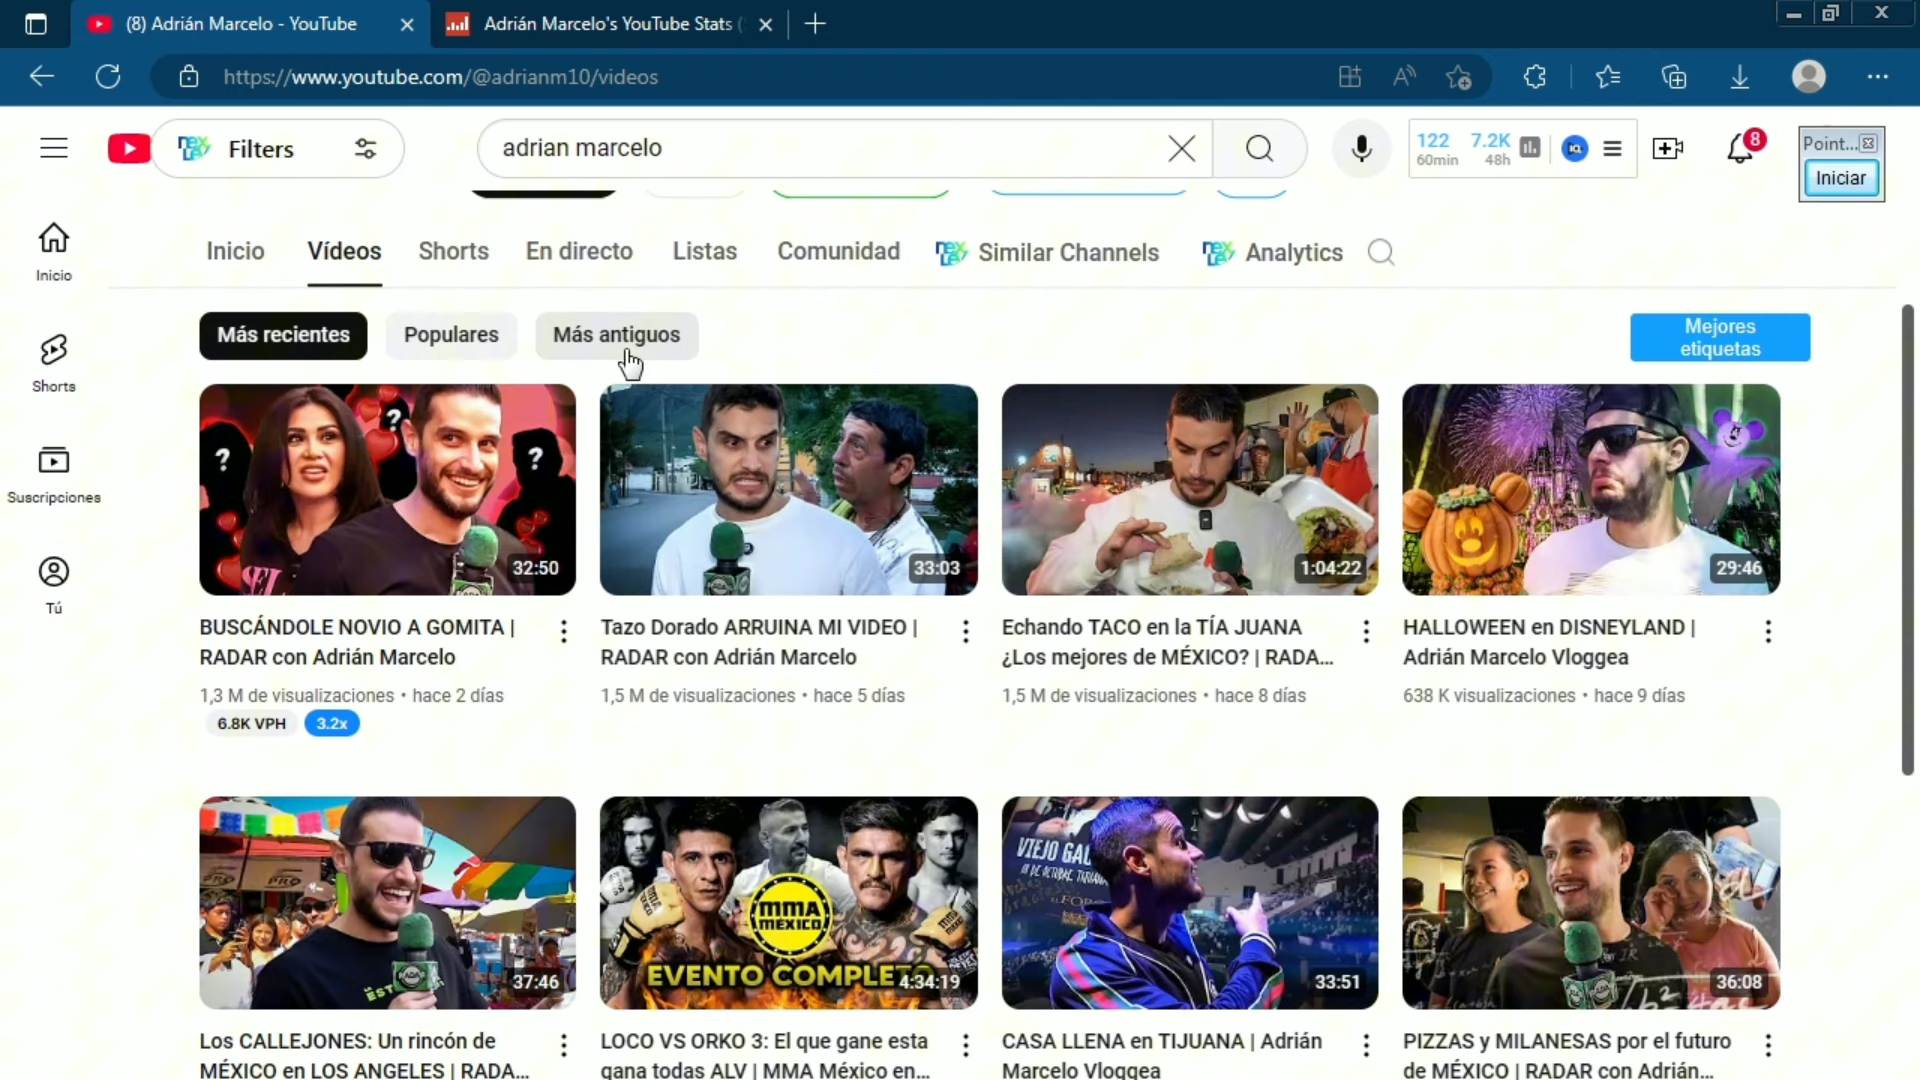 (8) Adrián Marcelo - YouTube
Adrián Marcelo's YouTube Stats (
https://www.youtube.com/@adrianm10/videos
Filters
adrian marcelo
122
60min
7.2K
48h
IQ
8
Point...
Iniciar
Inicio
Vídeos
Shorts
En directo
Listas
Comunidad
Similar Channels
Analytics
Inicio
Shorts
Suscripciones
Tú
Más recientes
Populares
Más antiguos
Mejores
etiquetas
?
?
?
32:50
33:03
1:04:22
29:46
BUSCÁNDOLE NOVIO A GOMITA |
RADAR con Adrián Marcelo
1,3 M de visualizaciones • hace 2 días
6.8K VPH
3.2x
Tazo Dorado ARRUINA MI VIDEO |
RADAR con Adrián Marcelo
1,5 M de visualizaciones • hace 5 días
Echando TACO en la TÍA JUANA
¿Los mejores de MÉXICO? | RADA...
1,5 M de visualizaciones • hace 8 días
HALLOWEEN en DISNEYLAND |
Adrián Marcelo Vloggea
638 K visualizaciones • hace 9 días
37:46
MMA
MÉXICO
EVENTO COMPLETO
4:34:19
VIEJO GAU
33:51
36:08
Los CALLEJONES: Un rincón de
MÉXICO en LOS ANGELES | RADA...
LOCO VS ORKO 3: El que gane esta
gana todas ALV | MMA México en...
CASA LLENA en TIJUANA | Adrián
Marcelo Vloggea
PIZZAS y MILANESAS por el futuro
de MÉXICO | RADAR con Adrián...